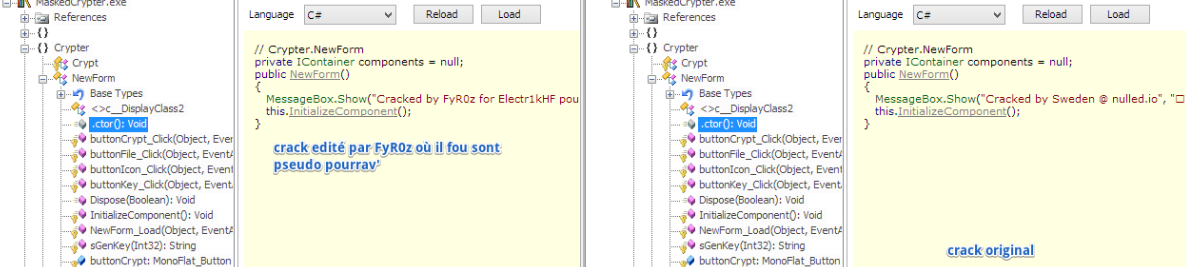 MaskedCrypter.exe
References
{}
{} Crypter
Crypt
NewForm
Base Types
<>c__DisplayClass2
.ctor(): Void
buttonCrypt_Click(Object, Even
buttonFile_Click(Object, EventA
buttonIcon_Click(Object, EventA
buttonKey_Click(Object, EventA
Dispose(Boolean): Void
InitializeComponent(): Void
NewForm_Load(Object, EventA
sGenKey(Int32): String
buttonCrypt: MonoFlat_Button
Language C# Reload Load
// Crypter.NewForm
private IContainer components = null;
public NewForm()
{
MessageBox.Show("Cracked by FyR0z for Electr1kHF pou
this.InitializeComponent();
}
crack edité par FyR0z où il fou sont
pseudo pourrav'
MaskedCrypter.exe
References
{}
{} Crypter
Crypt
NewForm
Base Types
<>c__DisplayClass2
.ctor(): Void
buttonCrypt_Click(Object, Even
buttonFile_Click(Object, EventA
buttonIcon_Click(Object, EventA
buttonKey_Click(Object, EventA
Dispose(Boolean): Void
InitializeComponent(): Void
NewForm_Load(Object, EventA
sGenKey(Int32): String
buttonCrypt: MonoFlat_Button
Language C# Reload Load
// Crypter.NewForm
private IContainer components = null;
public NewForm()
{
MessageBox.Show("Cracked by Sweden @ nulled.io", "
this.InitializeComponent();
}
crack original